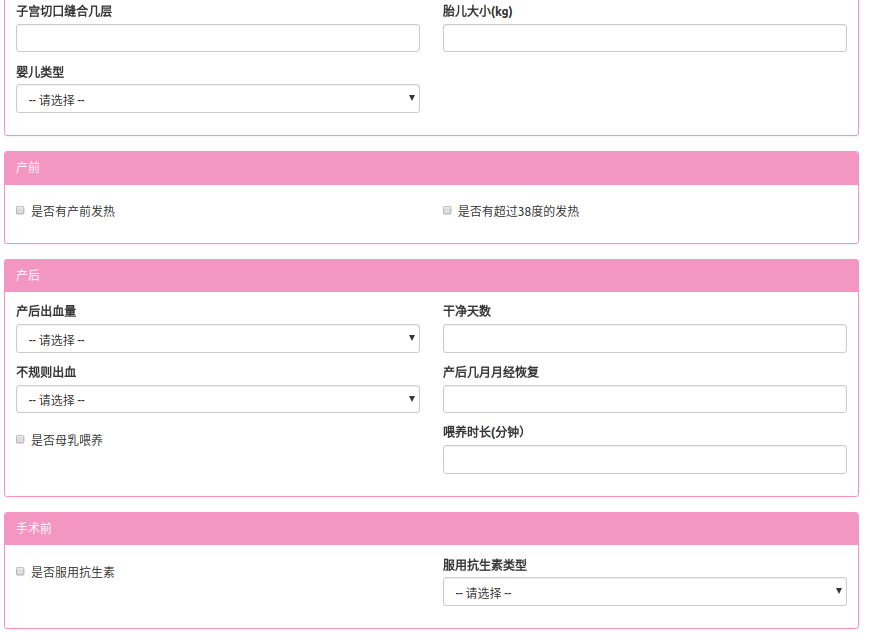 子宫切口缝合几层
胎儿大小(kg)
婴儿类型
-- 请选择 --
产前
是否有产前发热
是否有超过38度的发热
产后
产后出血量
干净天数
-- 请选择 --
不规则出血
产后几月月经恢复
-- 请选择 --
是否母乳喂养
喂养时长(分钟）
手术前
是否服用抗生素
服用抗生素类型
-- 请选择 --